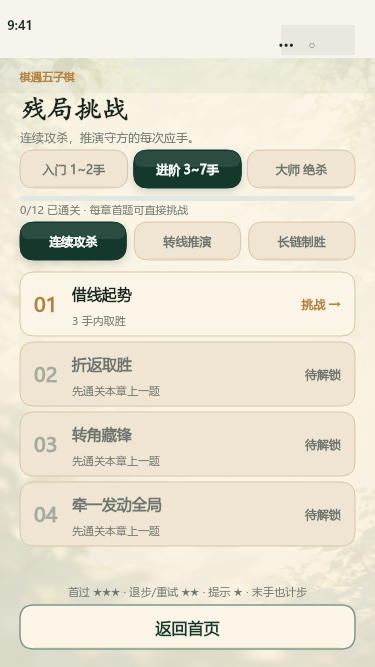 9:41
棋遇五子棋
残局挑战
连续攻杀，推演守方的每次应手。
入门 1~2手
进阶 3~7手
大师 绝杀
0/12 已通关 · 每章首题可直接挑战
连续攻杀
转线推演
长链制胜
01
借线起势
3 手内取胜
挑战 →
02
折返取胜
先通关本章上一题
待解锁
03
转角藏锋
先通关本章上一题
待解锁
04
牵一发动全局
先通关本章上一题
待解锁
首过 ★★★ · 退步/重试 ★★ · 提示 ★ · 末手也计步
返回首页